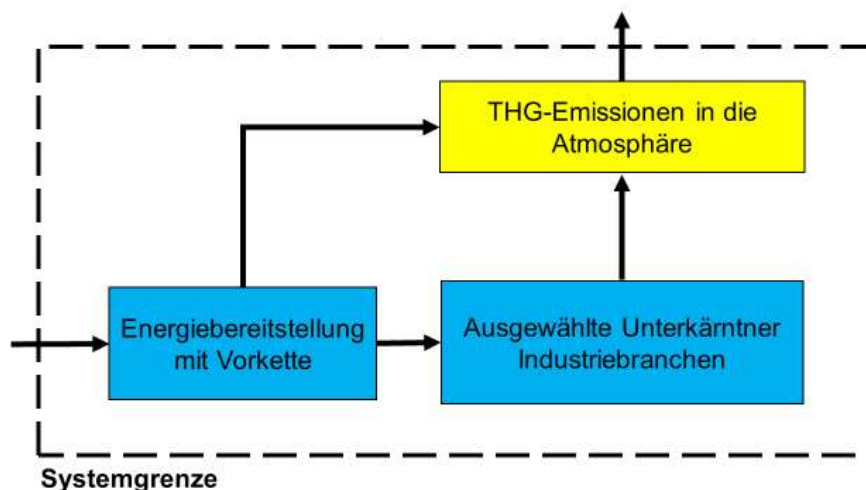 THG-Emissionen in die
Atmosphäre
Energiebereitstellung
mit Vorkette
Ausgewählte Unterkärntner
Industriebranchen
Systemgrenze